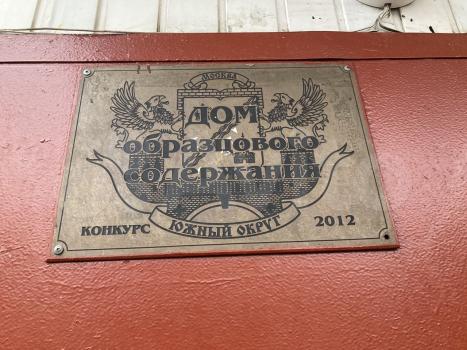 МОСКВА
ДОМ
образцового
содержания
ЮЖНЫЙ ОКРУГ
КОНКУРС 2012